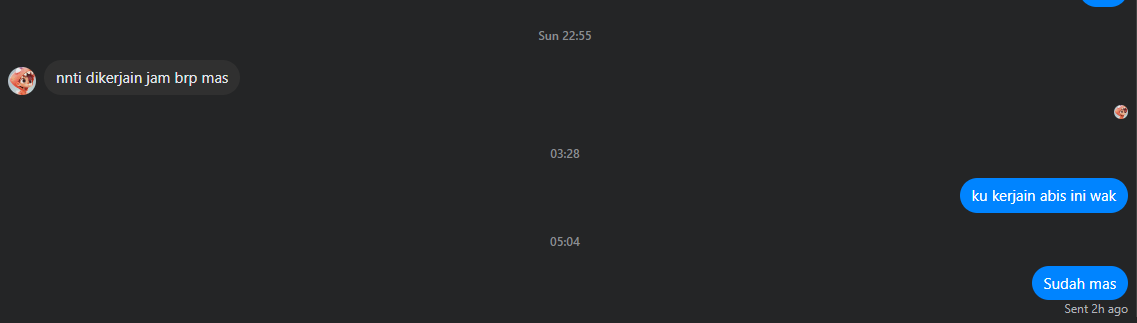 Sun 22:55
nnti dikerjain jam brp mas
03:28
ku kerjain abis ini wak
05:04
Sudah mas
Sent 2h ago